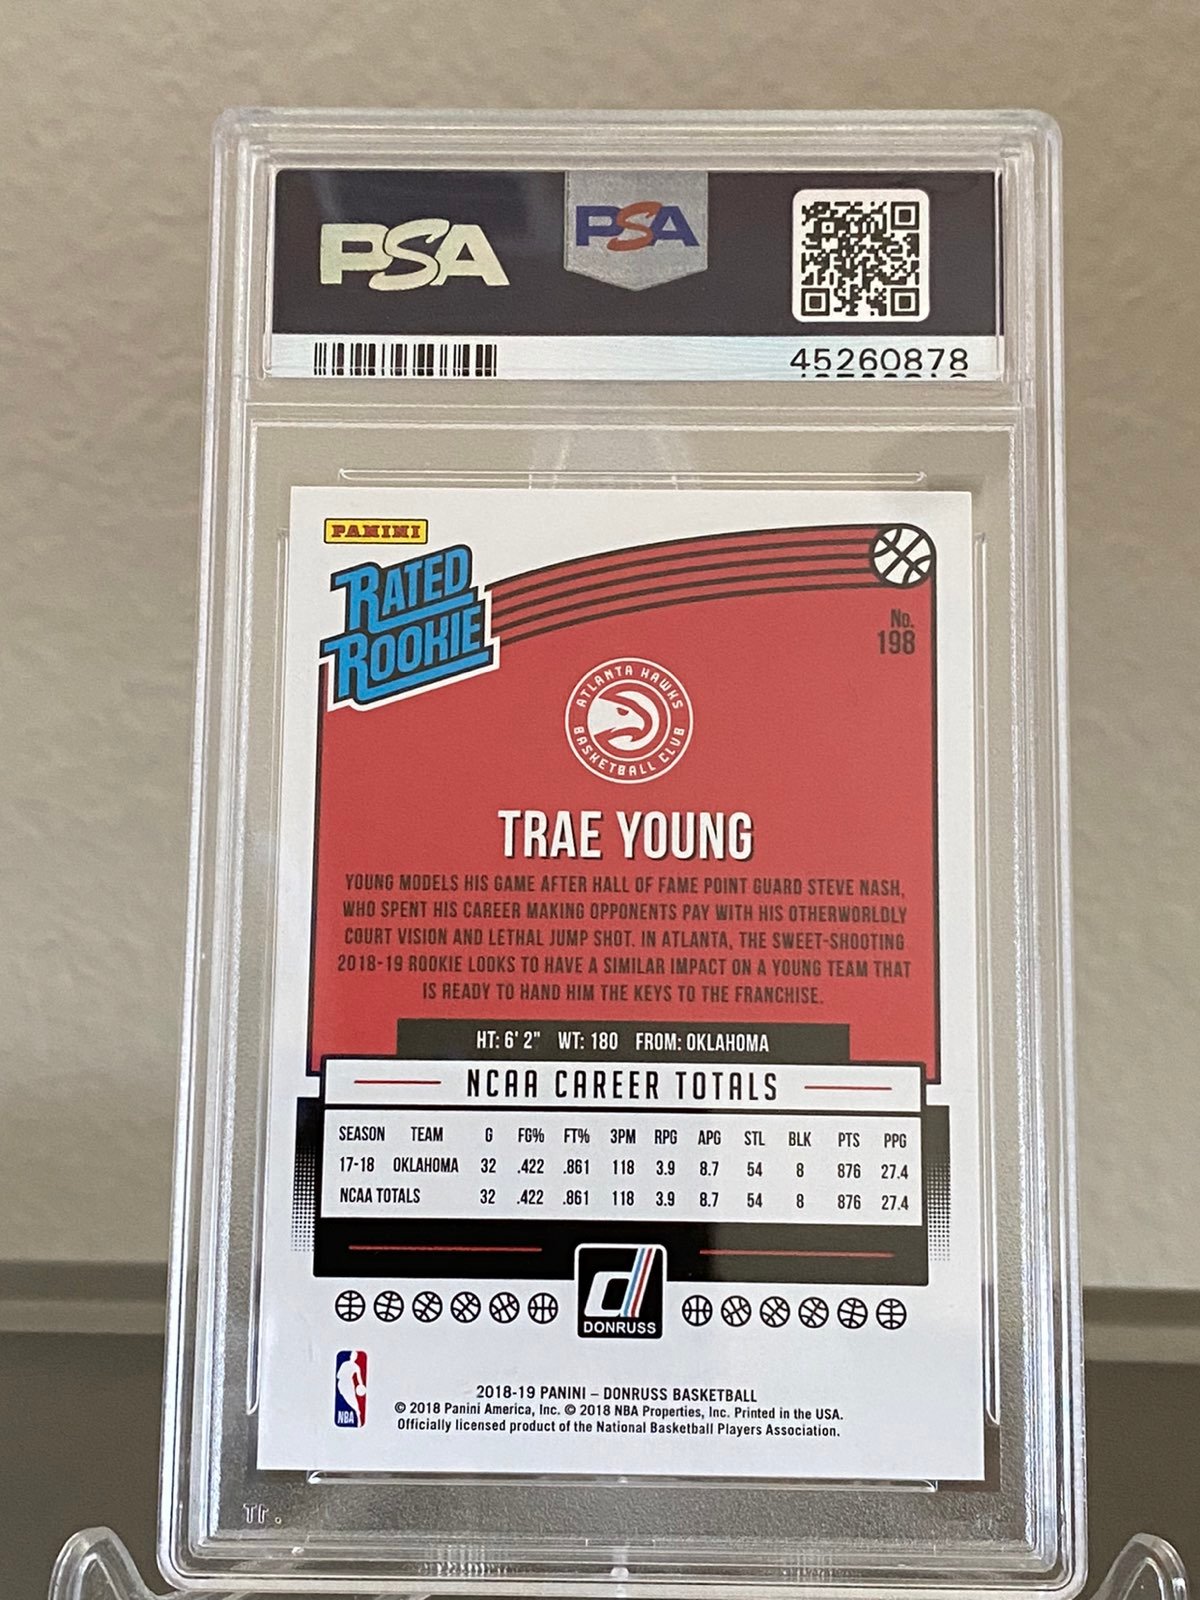 PSA
PSA
45260878
PANINI
RATED
ROOKIE
No.
198
ATLANTA HAWKS
BASKETBALL CLUB
TRAE YOUNG
YOUNG MODELS HIS GAME AFTER HALL OF FAME POINT GUARD STEVE NASH,
WHO SPENT HIS CAREER MAKING OPPONENTS PAY WITH HIS OTHERWORLDLY
COURT VISION AND LETHAL JUMP SHOT. IN ATLANTA, THE SWEET-SHOOTING
2018-19 ROOKIE LOOKS TO HAVE A SIMILAR IMPACT ON A YOUNG TEAM THAT
IS READY TO HAND HIM THE KEYS TO THE FRANCHISE.
HT: 6' 2" WT: 180 FROM: OKLAHOMA
NCAA CAREER TOTALS
SEASON TEAM G FG% FT% 3PM RPG APG STL BLK PTS PPG
17-18 OKLAHOMA 32 .422 .861 118 3.9 8.7 54 8 876 27.4
NCAA TOTALS 32 .422 .861 118 3.9 8.7 54 8 876 27.4
d
DONRUSS
NBA
2018-19 PANINI – DONRUSS BASKETBALL
© 2018 Panini America, Inc. © 2018 NBA Properties, Inc. Printed in the USA.
Officially licensed product of the National Basketball Players Association.